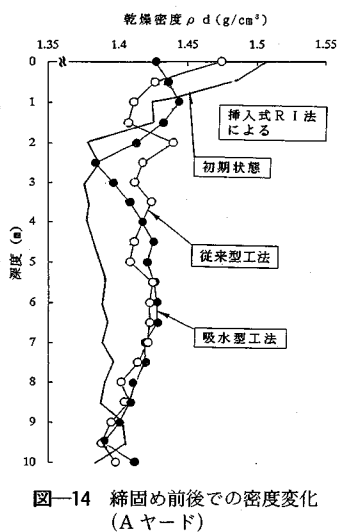 乾燥密度 ρ d (g/cm³)
1.35 1.40 1.45 1.50 1.55
0
1
2
3
4
5
6
7
8
9
10
深度 (m)
挿入式RI法
による
初期状態
従来型工法
吸水型工法
図―14 締固め前後での密度変化
(A ヤード)